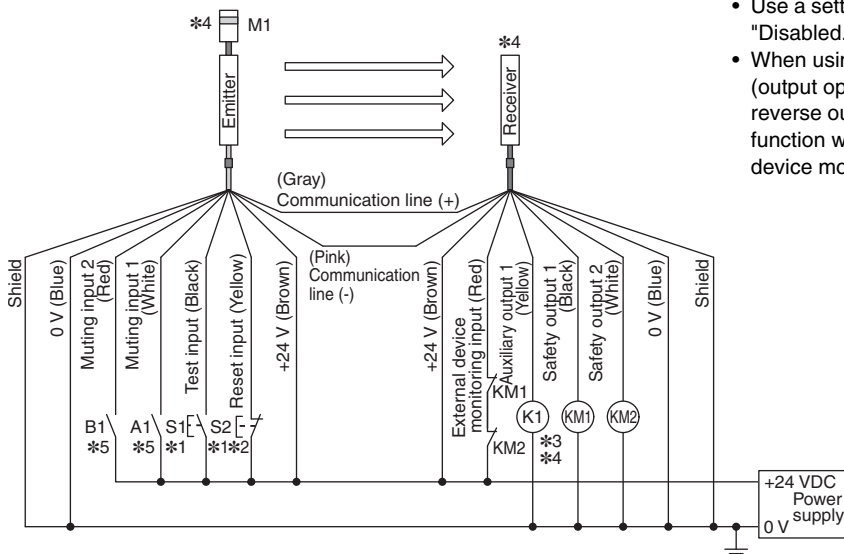 • Use a sett
"Disabled.
• When usin
(output op
reverse ou
function w
device mo
*4
M1
*4
Emitter
Receiver
(Gray)
Communication line (+)
(Pink)
Communication
line (-)
Shield
0 V (Blue)
Muting input 2
(Red)
Muting input 1
(White)
Test input (Black)
Reset input (Yellow)
+24 V (Brown)
+24 V (Brown)
External device
monitoring input (Red)
Auxiliary output 1
(Yellow)
Safety output 1
(Black)
Safety output 2
(White)
0 V (Blue)
Shield
B1
*5
A1
*5
S1
*1
S2
*1*2
KM1
KM2
K1
*3
*4
KM1
KM2
+24 VDC
Power
supply
0 V